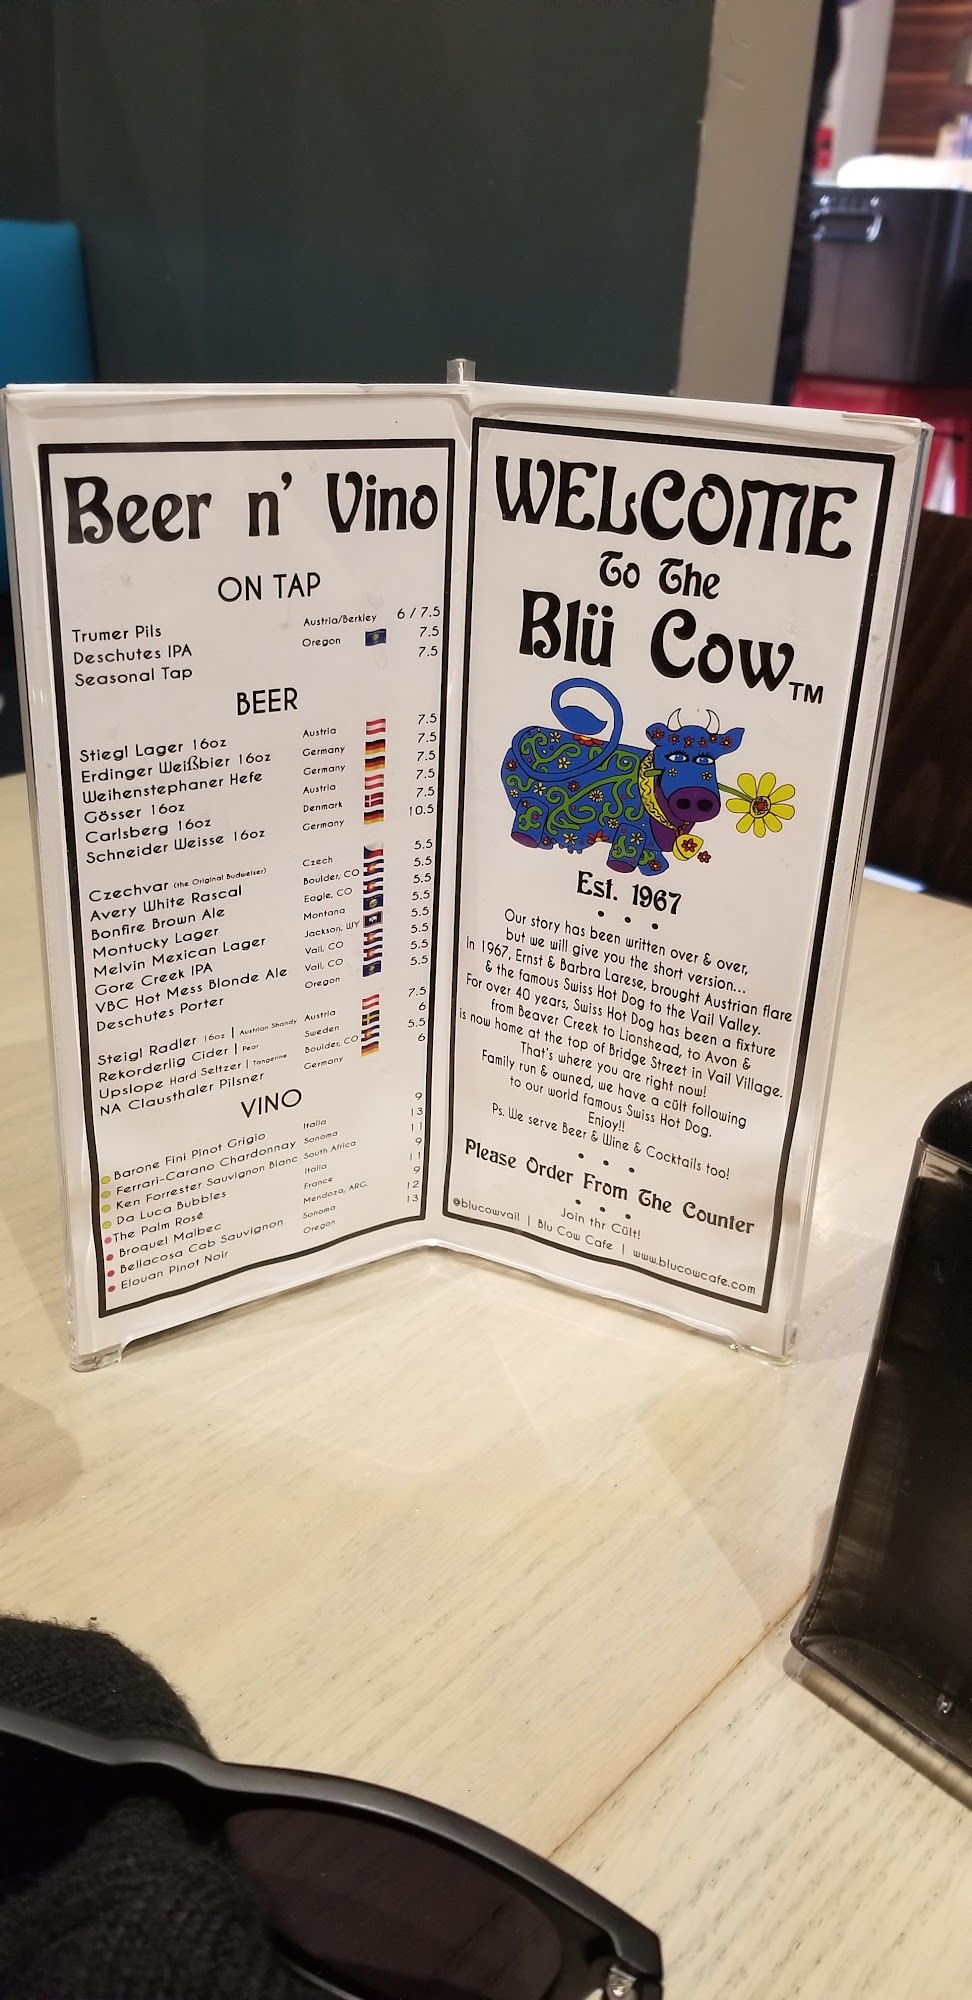 Beer n' Vino
ON TAP
Trumer Pils Austria/Berkley 6 / 7.5
Deschutes IPA Oregon 7.5
Seasonal Tap 7.5
BEER
Stiegl Lager 16oz Austria 7.5
Erdinger Weißbier 16oz Germany 7.5
Weihenstephaner Hefe Germany 7.5
Gösser 16oz Austria 7.5
Carlsberg 16oz Denmark 7.5
Schneider Weisse 16oz Germany 10.5
Czechvar (the Original Budweiser) Czech 5.5
Avery White Rascal Boulder, CO 5.5
Bonfire Brown Ale Eagle, CO 5.5
Montucky Lager Montana 5.5
Melvin Mexican Lager Jackson, WY 5.5
Gore Creek IPA Vail, CO 5.5
VBC Hot Mess Blonde Ale Vail, CO 5.5
Deschutes Porter Oregon
Steigl Radler 16oz | Austrian Shandy Austria 7.5
Rekorderlig Cider | Pear Sweden 6
Upslope Hard Seltzer | Tangerine Boulder, CO 5.5
NA Clausthaler Pilsner Germany 6
VINO
Barone Fini Pinot Grigio Italia 9
Ferrari-Carano Chardonnay Sonoma 13
Ken Forrester Sauvignon Blanc South Africa 11
Da Luca Bubbles Italia 9
The Palm Rosé France 11
Broquel Malbec Mendoza, ARG. 9
Bellacosa Cab Sauvignon Sonoma 12
Elouan Pinot Noir Oregon 13
WELCOME
To The
Blü Cow TM
Est. 1967
• • •
Our story has been written over & over,
but we will give you the short version...
In 1967, Ernst & Barbra Larese, brought Austrian flare
& the famous Swiss Hot Dog to the Vail Valley.
For over 40 years, Swiss Hot Dog has been a fixture
from Beaver Creek to Lionshead, to Avon &
is now home at the top of Bridge Street in Vail Village.
That's where you are right now!
Family run & owned, we have a cült following
to our world famous Swiss Hot Dog.
Enjoy!!
Ps. We serve Beer & Wine & Cocktails too!
• • •
Please Order From The Counter
• • •
Join thr Cült!
@blucowvail | Blu Cow Cafe | www.blucowcafe.com